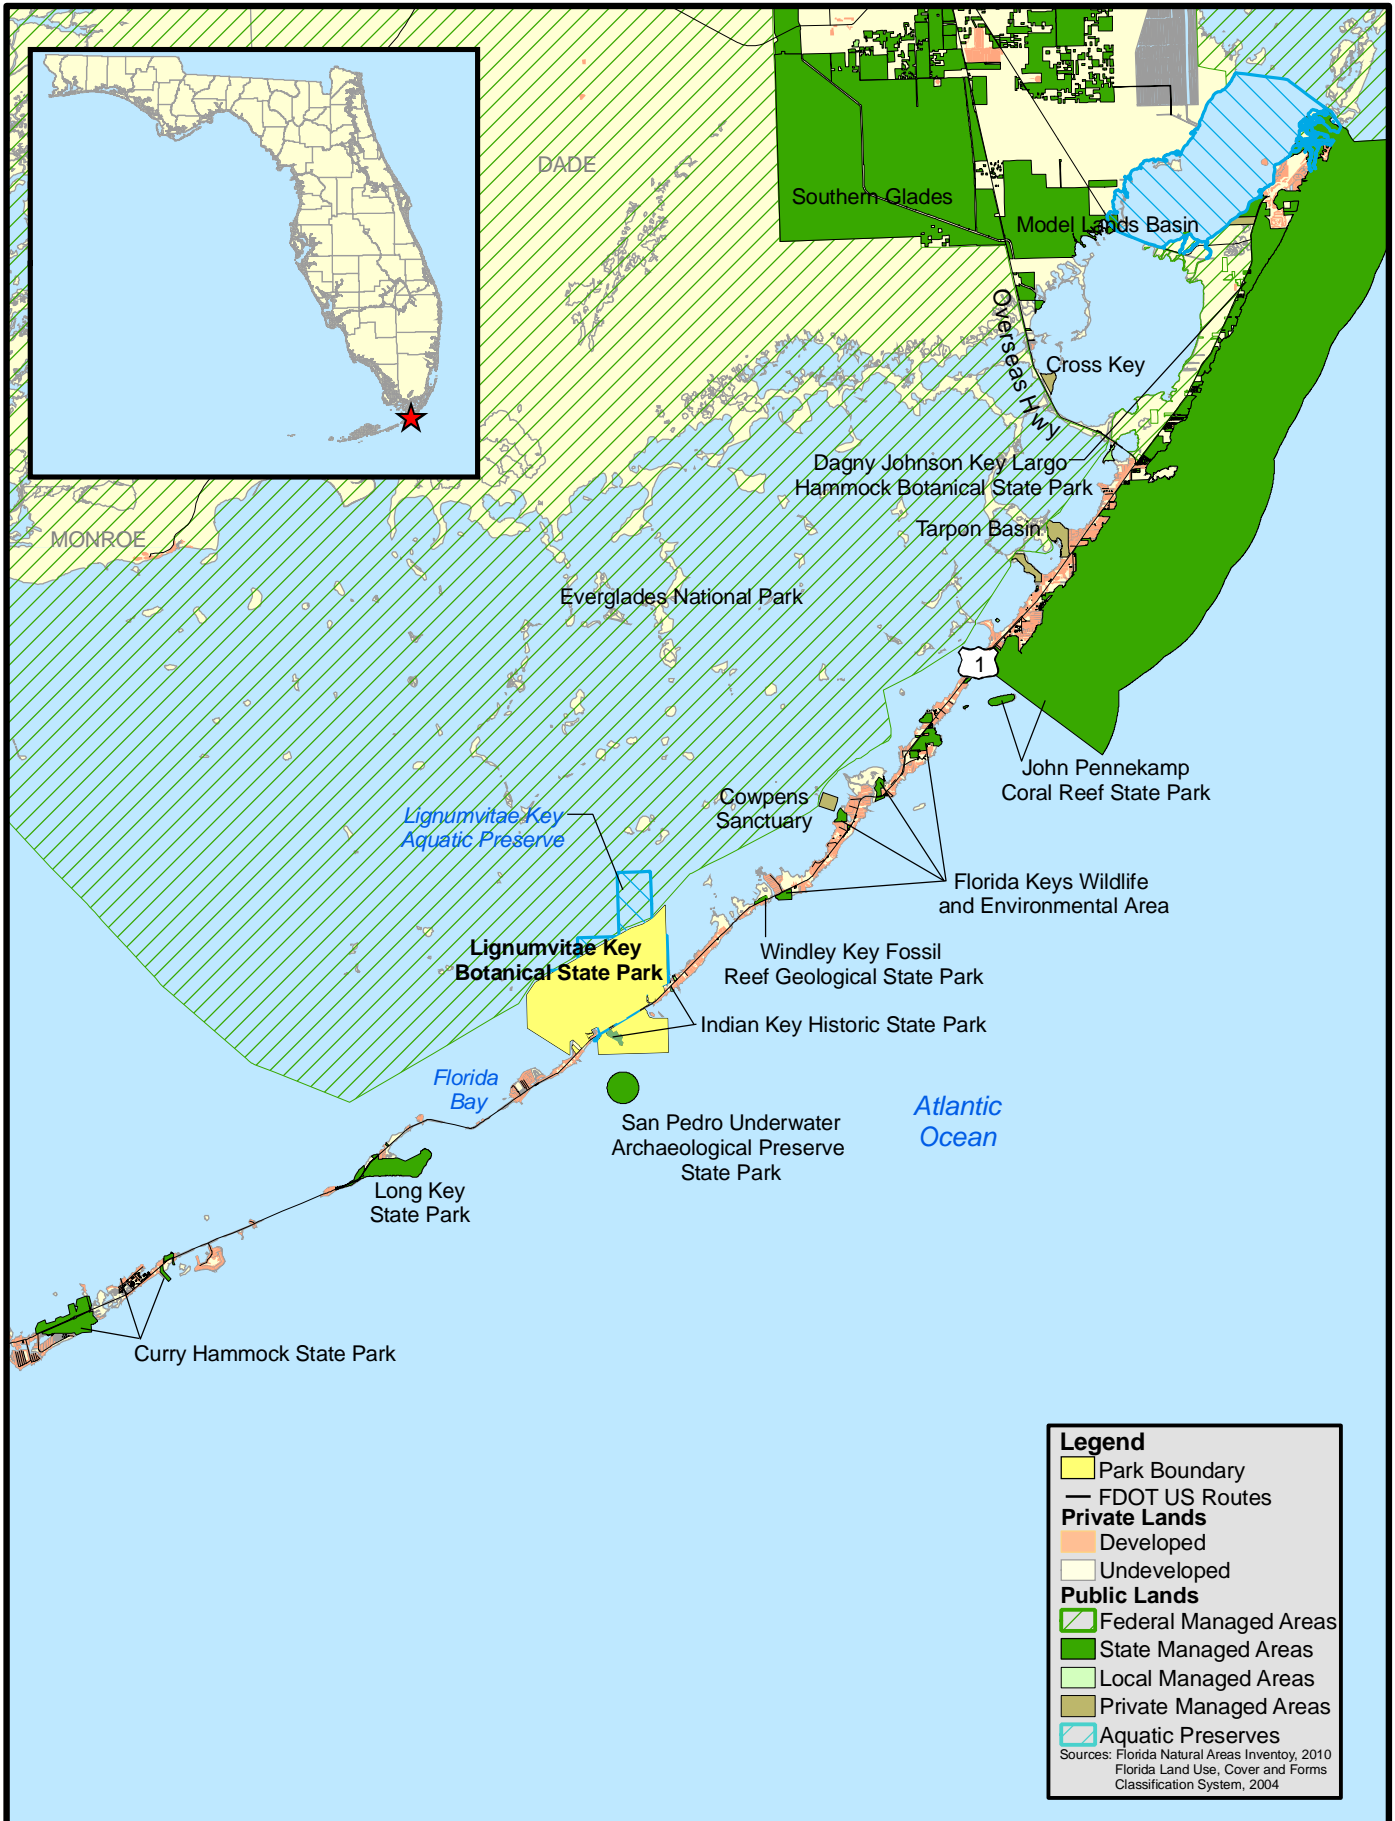 DADE
Southern Glades
Model Lands Basin
Overseas Hwy
Cross Key
Dagny Johnson Key Largo
Hammock Botanical State Park
MONROE
Tarpon Basin
Everglades National Park
1
John Pennekamp
Coral Reef State Park
Cowpens
Sanctuary
Lignumvitae Key
Aquatic Preserve
Florida Keys Wildlife
and Environmental Area
Lignumvitae Key
Botanical State Park
Windley Key Fossil
Reef Geological State Park
Indian Key Historic State Park
Florida
Bay
Atlantic
Ocean
San Pedro Underwater
Archaeological Preserve
State Park
Long Key
State Park
Curry Hammock State Park
Legend
Park Boundary
FDOT US Routes
Private Lands
Developed
Undeveloped
Public Lands
Federal Managed Areas
State Managed Areas
Local Managed Areas
Private Managed Areas
Aquatic Preserves
Sources: Florida Natural Areas Inventoy, 2010
Florida Land Use, Cover and Forms
Classification System, 2004